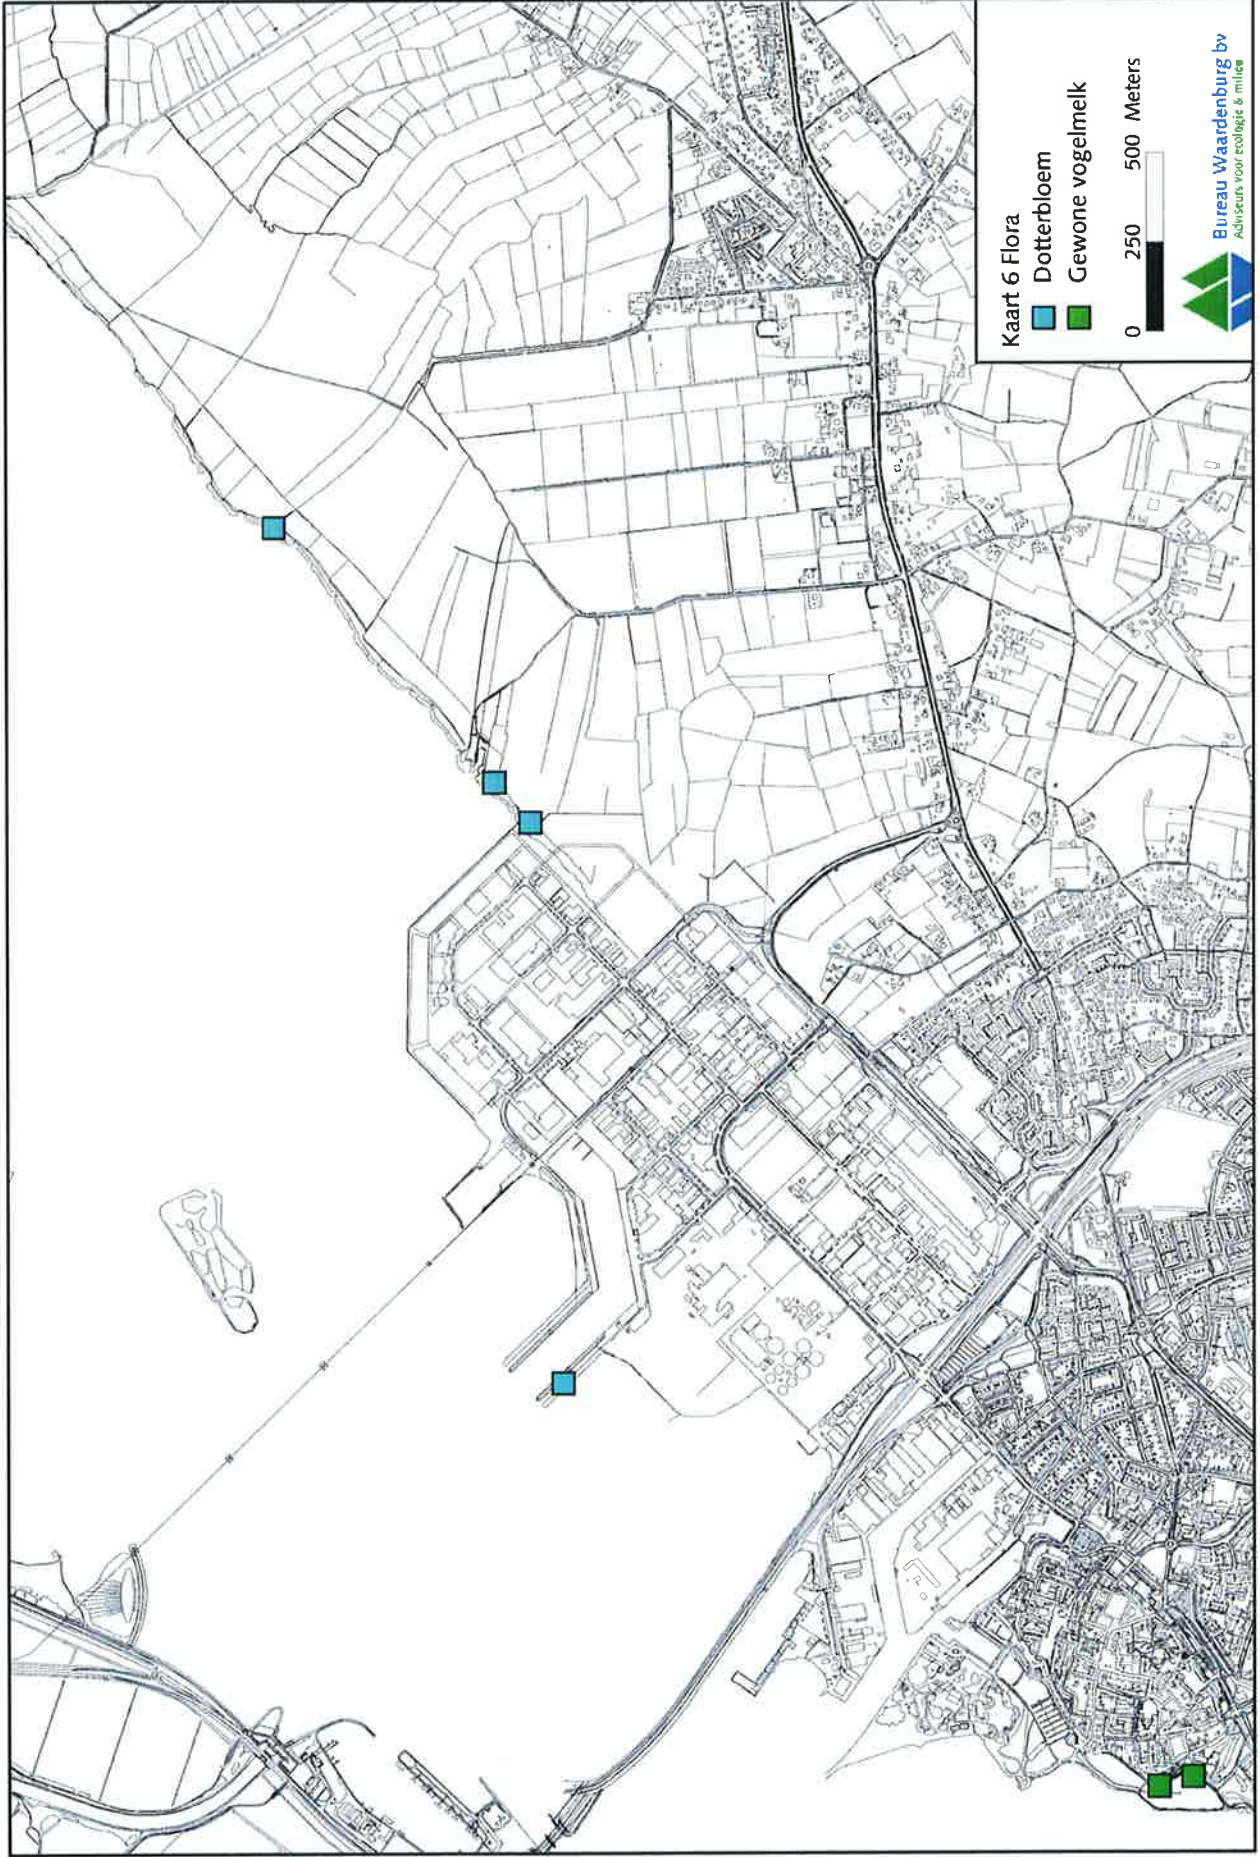 Kaart 6 Flora
Dotterbloem
Gewone vogelmelk
0 250 500 Meters
Bureau Waardenburg bv
Adviseurs voor ecologie & milieu